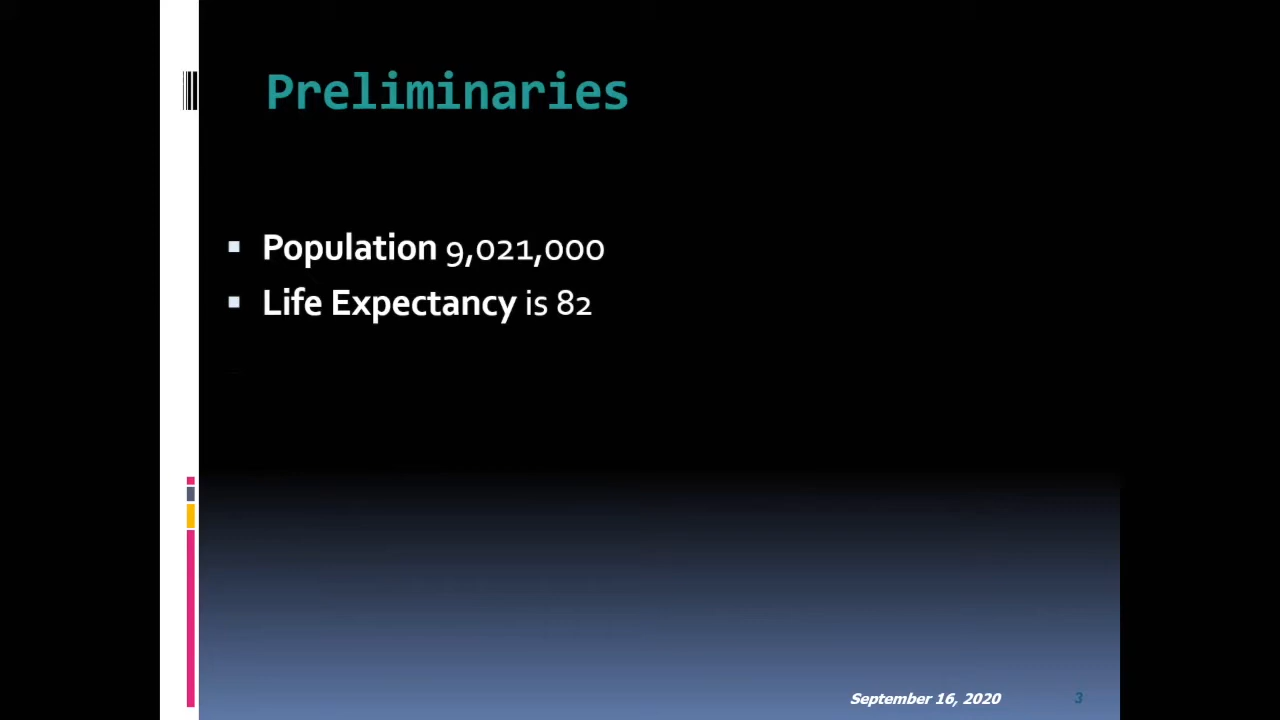 Preliminaries
Population 9,021,000
Life Expectancy is 82
September 16, 2020 3